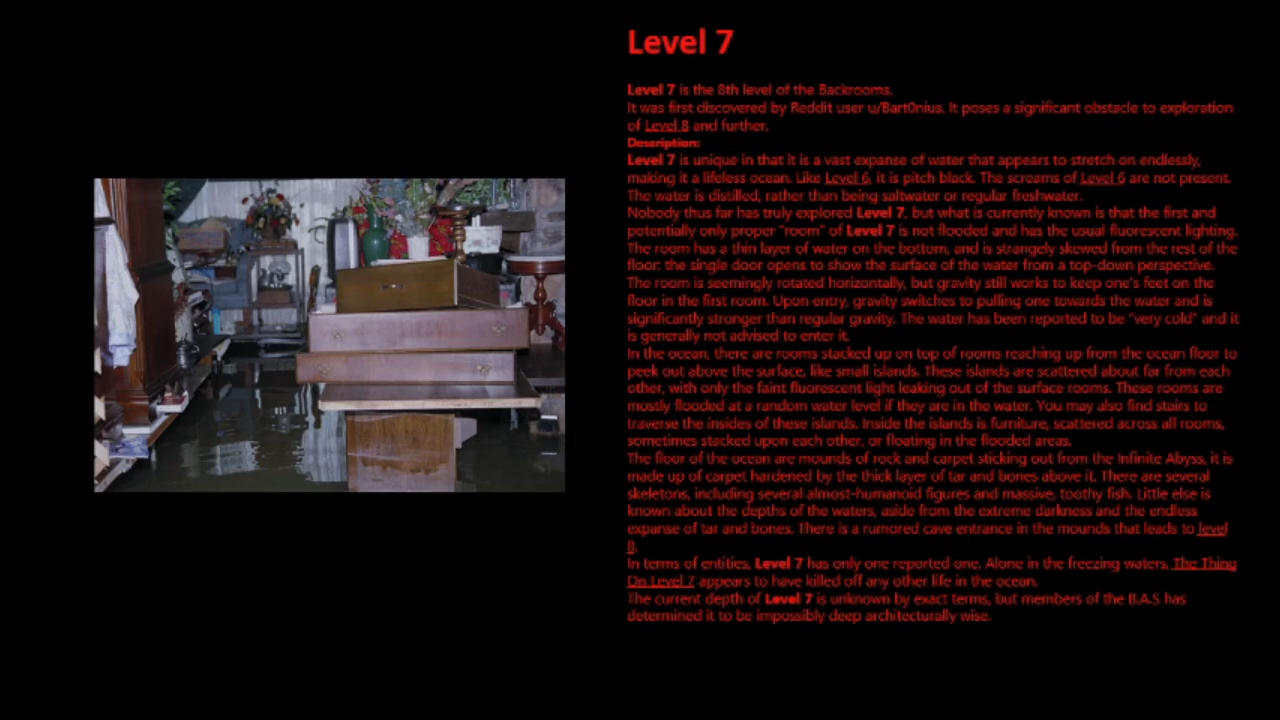 Level 7
Level 7 is the 8th level of the Backrooms.
It was first discovered by Reddit user u/Bart0nius. It poses a significant obstacle to exploration
of Level 8 and further.
Description:
Level 7 is unique in that it is a vast expanse of water that appears to stretch on endlessly,
making it a lifeless ocean. Like Level 6, it is pitch black. The screams of Level 6 are not present.
The water is distilled, rather than being saltwater or regular freshwater.
Nobody thus far has truly explored Level 7, but what is currently known is that the first and
potentially only proper "room" of Level 7 is not flooded and has the usual fluorescent lighting.
The room has a thin layer of water on the bottom, and is strangely skewed from the rest of the
floor: the single door opens to show the surface of the water from a top-down perspective.
The room is seemingly rotated horizontally, but gravity still works to keep one's feet on the
floor in the first room. Upon entry, gravity switches to pulling one towards the water and is
significantly stronger than regular gravity. The water has been reported to be "very cold" and it
is generally not advised to enter it.
In the ocean, there are rooms stacked up on top of rooms reaching up from the ocean floor to
peek out above the surface, like small islands. These islands are scattered about far from each
other, with only the faint fluorescent light leaking out of the surface rooms. These rooms are
mostly flooded at a random water level if they are in the water. You may also find stairs to
traverse the insides of these islands. Inside the islands is furniture, scattered across all rooms,
sometimes stacked upon each other, or floating in the flooded areas.
The floor of the ocean are mounds of rock and carpet sticking out from the Infinite Abyss, it is
made up of carpet hardened by the thick layer of tar and bones above it. There are several
skeletons, including several almost-humanoid figures and massive, toothy fish. Little else is
known about the depths of the waters, aside from the extreme darkness and the endless
expanse of tar and bones. There is a rumored cave entrance in the mounds that leads to level
8.
In terms of entities, Level 7 has only one reported one. Alone in the freezing waters, The Thing
On Level 7 appears to have killed off any other life in the ocean.
The current depth of Level 7 is unknown by exact terms, but members of the B.A.S has
determined it to be impossibly deep architecturally wise.